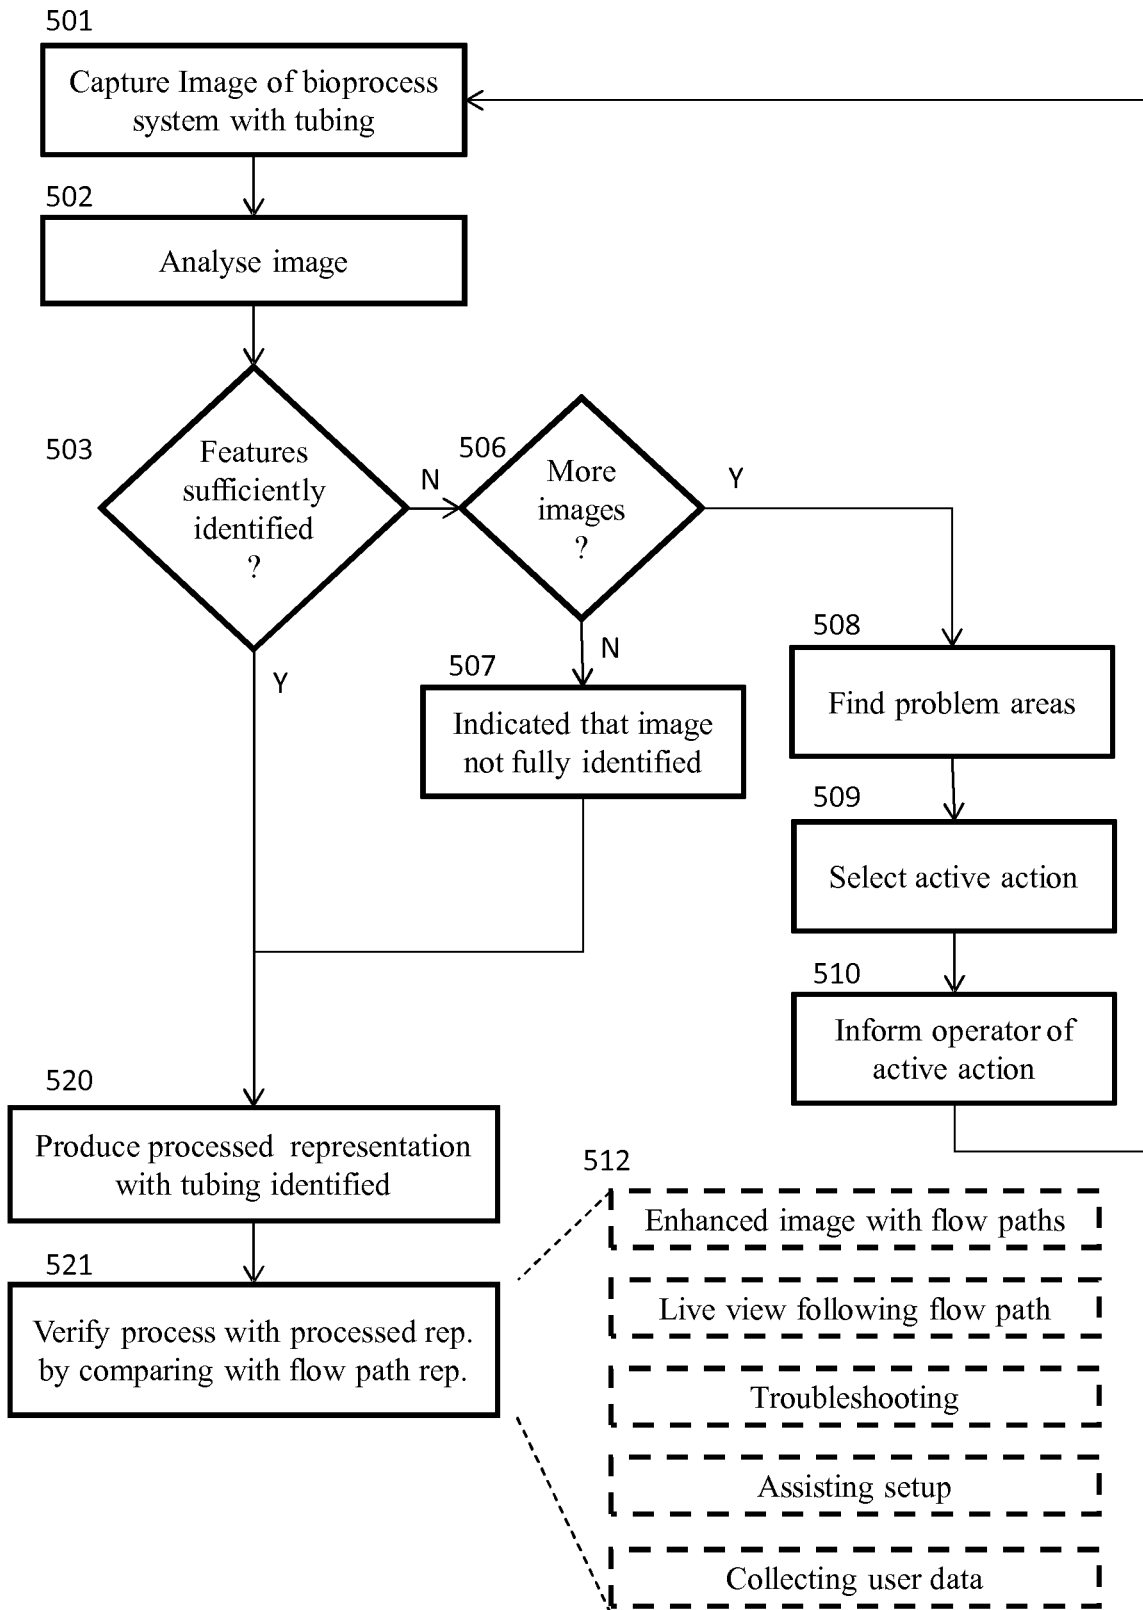 501
Capture Image of bioprocess
system with tubing
502
Analyse image
503
Features
sufficiently
identified
?
N
506
More
images
?
Y
N
Y
507
Indicated that image
not fully identified
508
Find problem areas
509
Select active action
510
Inform operator of
active action
520
Produce processed representation
with tubing identified
521
Verify process with processed rep.
by comparing with flow path rep.
512
Enhanced image with flow paths
Live view following flow path
Troubleshooting
Assisting setup
Collecting user data